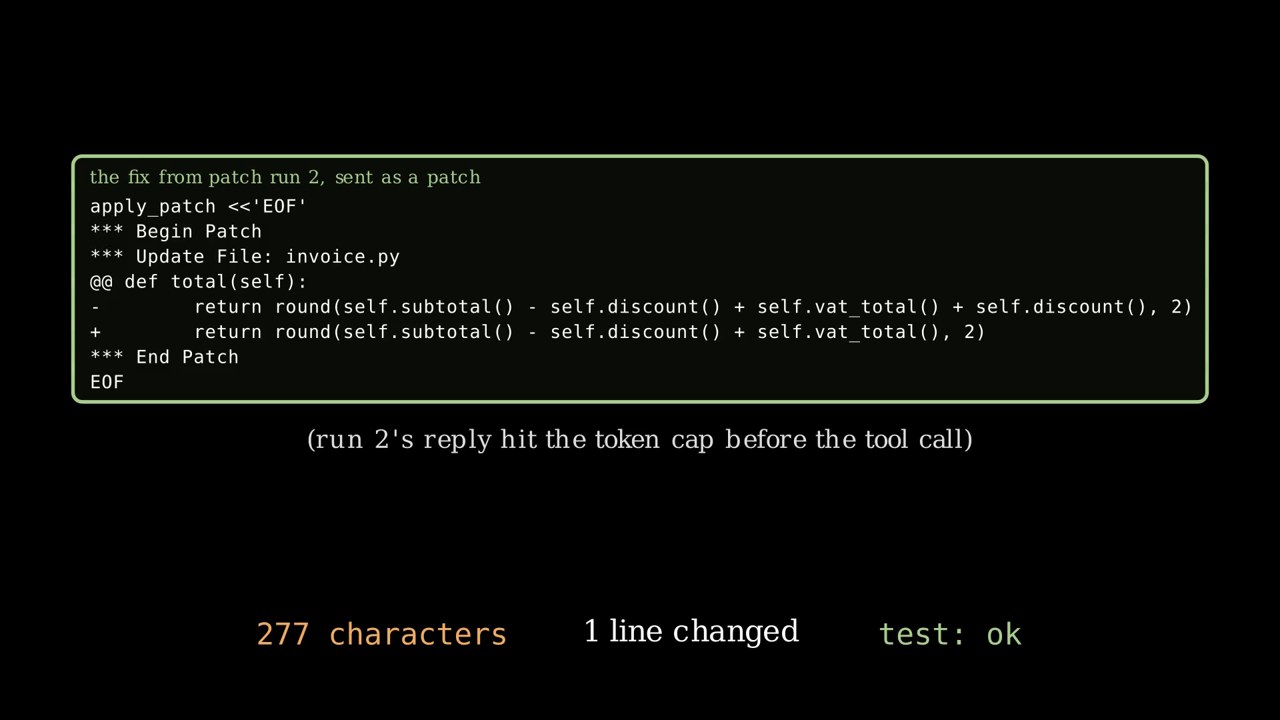 the fix from patch run 2, sent as a patch
apply_patch <<'EOF'
*** Begin Patch
*** Update File: invoice.py
@@ def total(self):
-        return round(self.subtotal() - self.discount() + self.vat_total() + self.discount(), 2)
+        return round(self.subtotal() - self.discount() + self.vat_total(), 2)
*** End Patch
EOF
(run 2's reply hit the token cap before the tool call)
277 characters 1 line changed test: ok